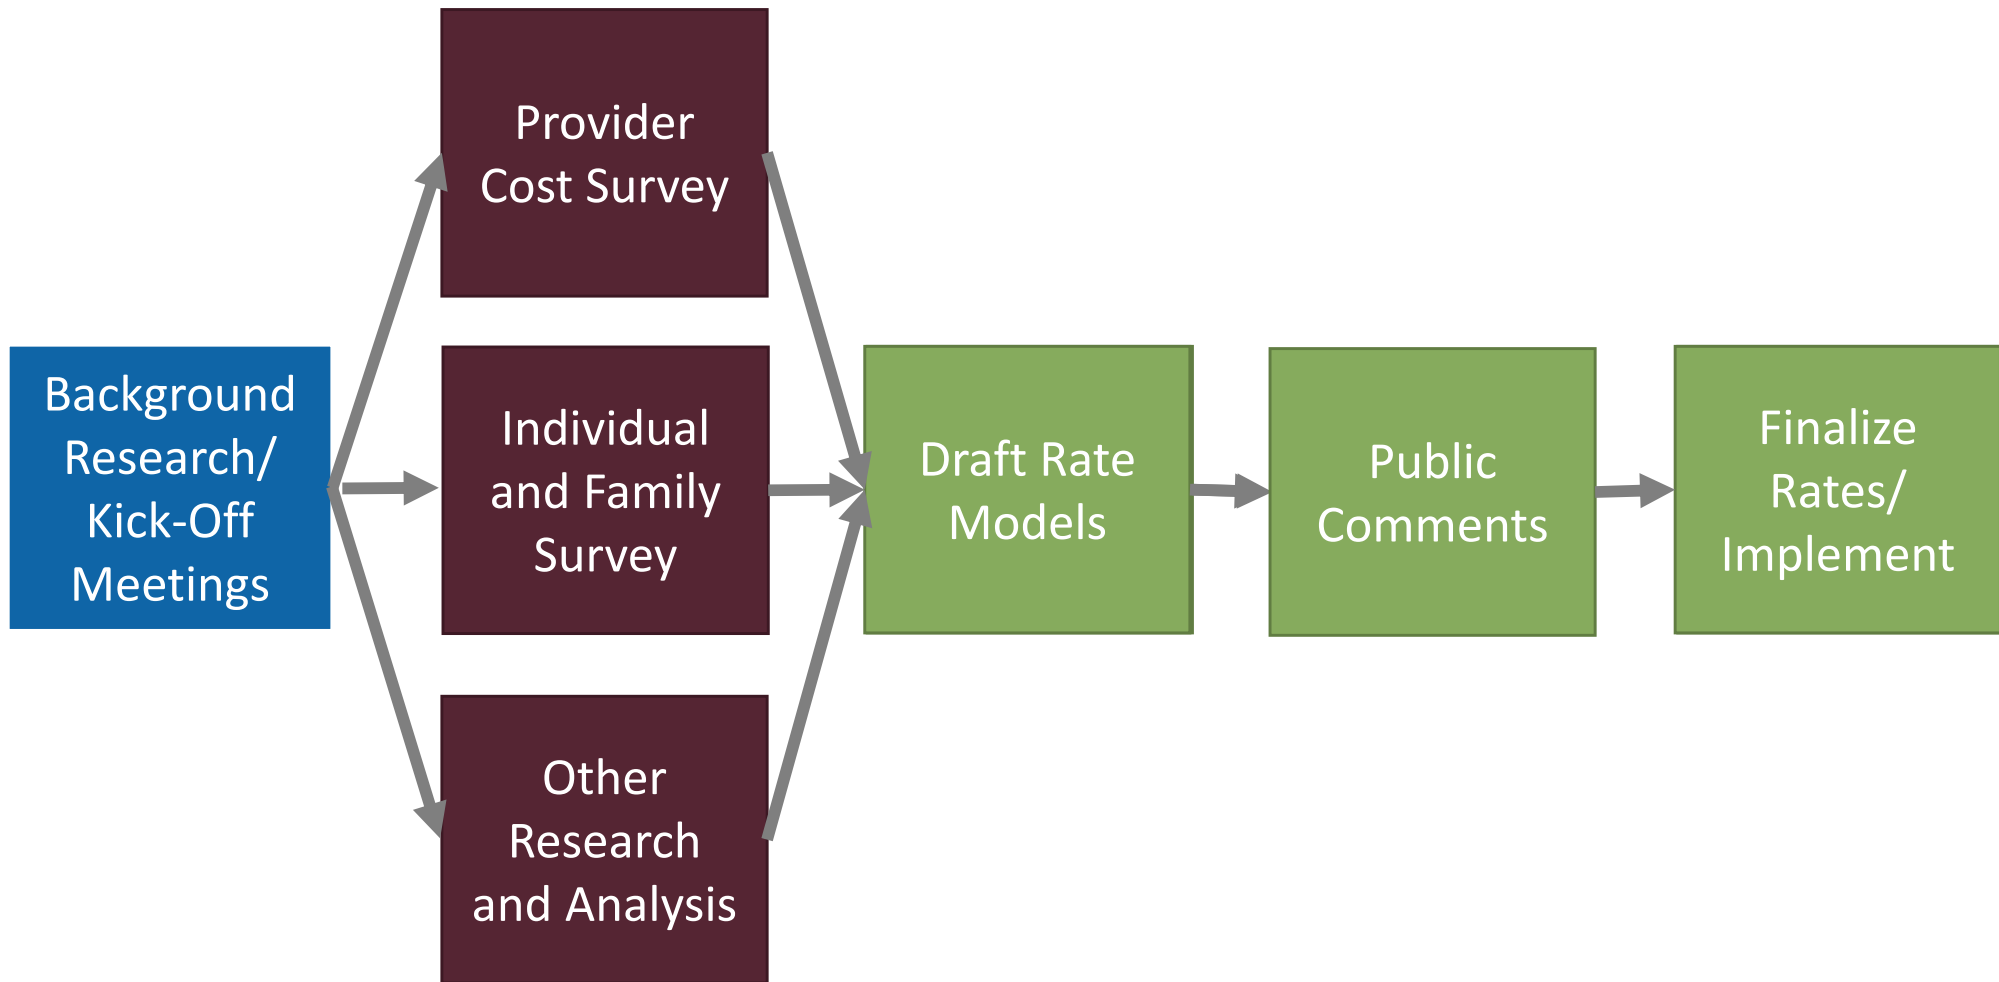 Background
Research/
Kick-Off
Meetings
Provider
Cost Survey
Individual
and Family
Survey
Other
Research
and Analysis
Draft Rate
Models
Public
Comments
Finalize
Rates/
Implement